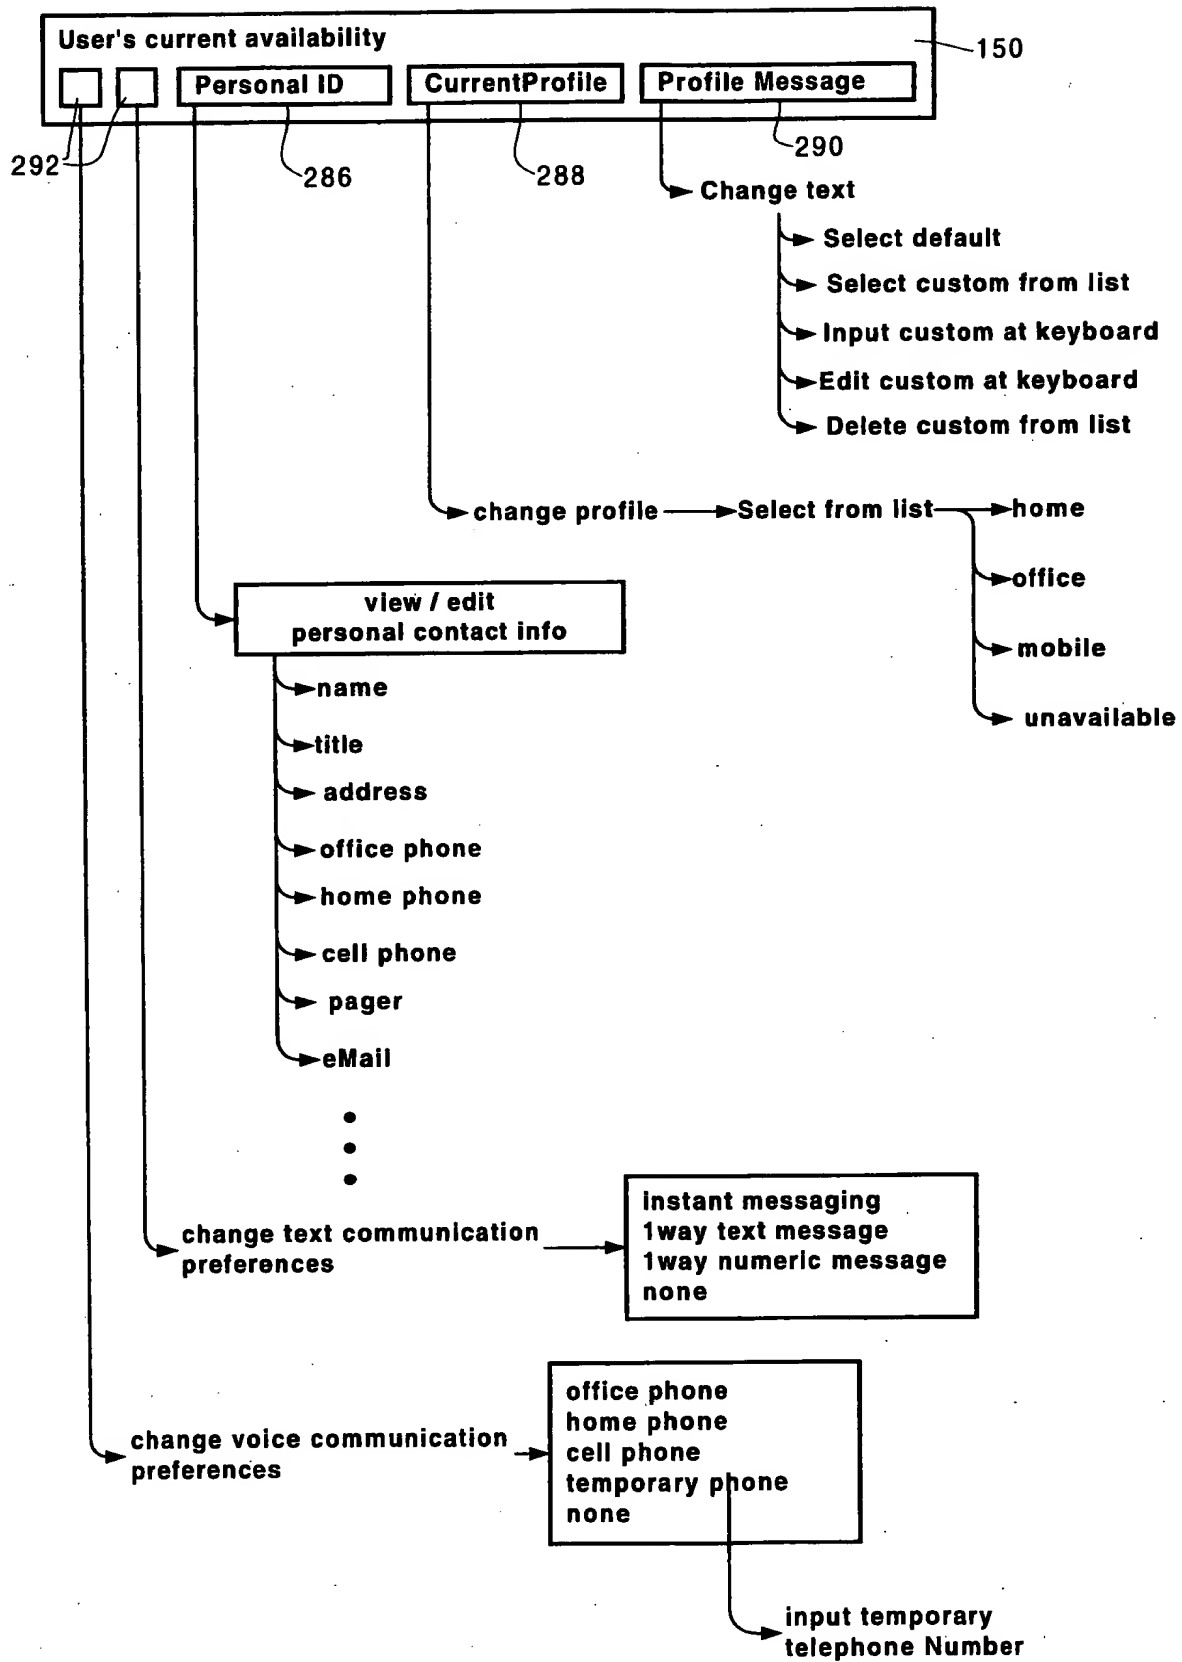 User's current availability
150
Personal ID
CurrentProfile
Profile Message
292
286
288
290
Change text
Select default
Select custom from list
Input custom at keyboard
Edit custom at keyboard
Delete custom from list
change profile
Select from list
home
office
mobile
unavailable
view / edit
personal contact info
name
title
address
office phone
home phone
cell phone
pager
eMail
change text communication
preferences
instant messaging
1way text message
1way numeric message
none
change voice communication
preferences
office phone
home phone
cell phone
temporary phone
none
input temporary
telephone Number